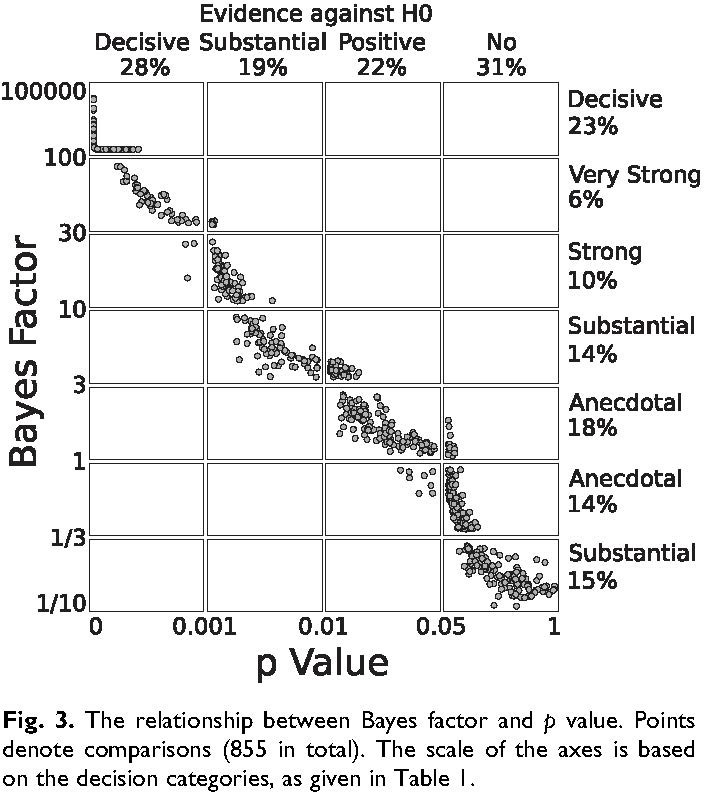 Evidence against H0
Decisive Substantial Positive No
28% 19% 22% 31%
100000
Decisive
23%
100
Very Strong
6%
30
Strong
10%
10
Substantial
14%
3
Anecdotal
18%
1
Anecdotal
14%
1/3
Substantial
15%
1/10
Bayes Factor
0 0.001 0.01 0.05 1
p Value
Fig. 3. The relationship between Bayes factor and p value. Points
denote comparisons (855 in total). The scale of the axes is based
on the decision categories, as given in Table 1.